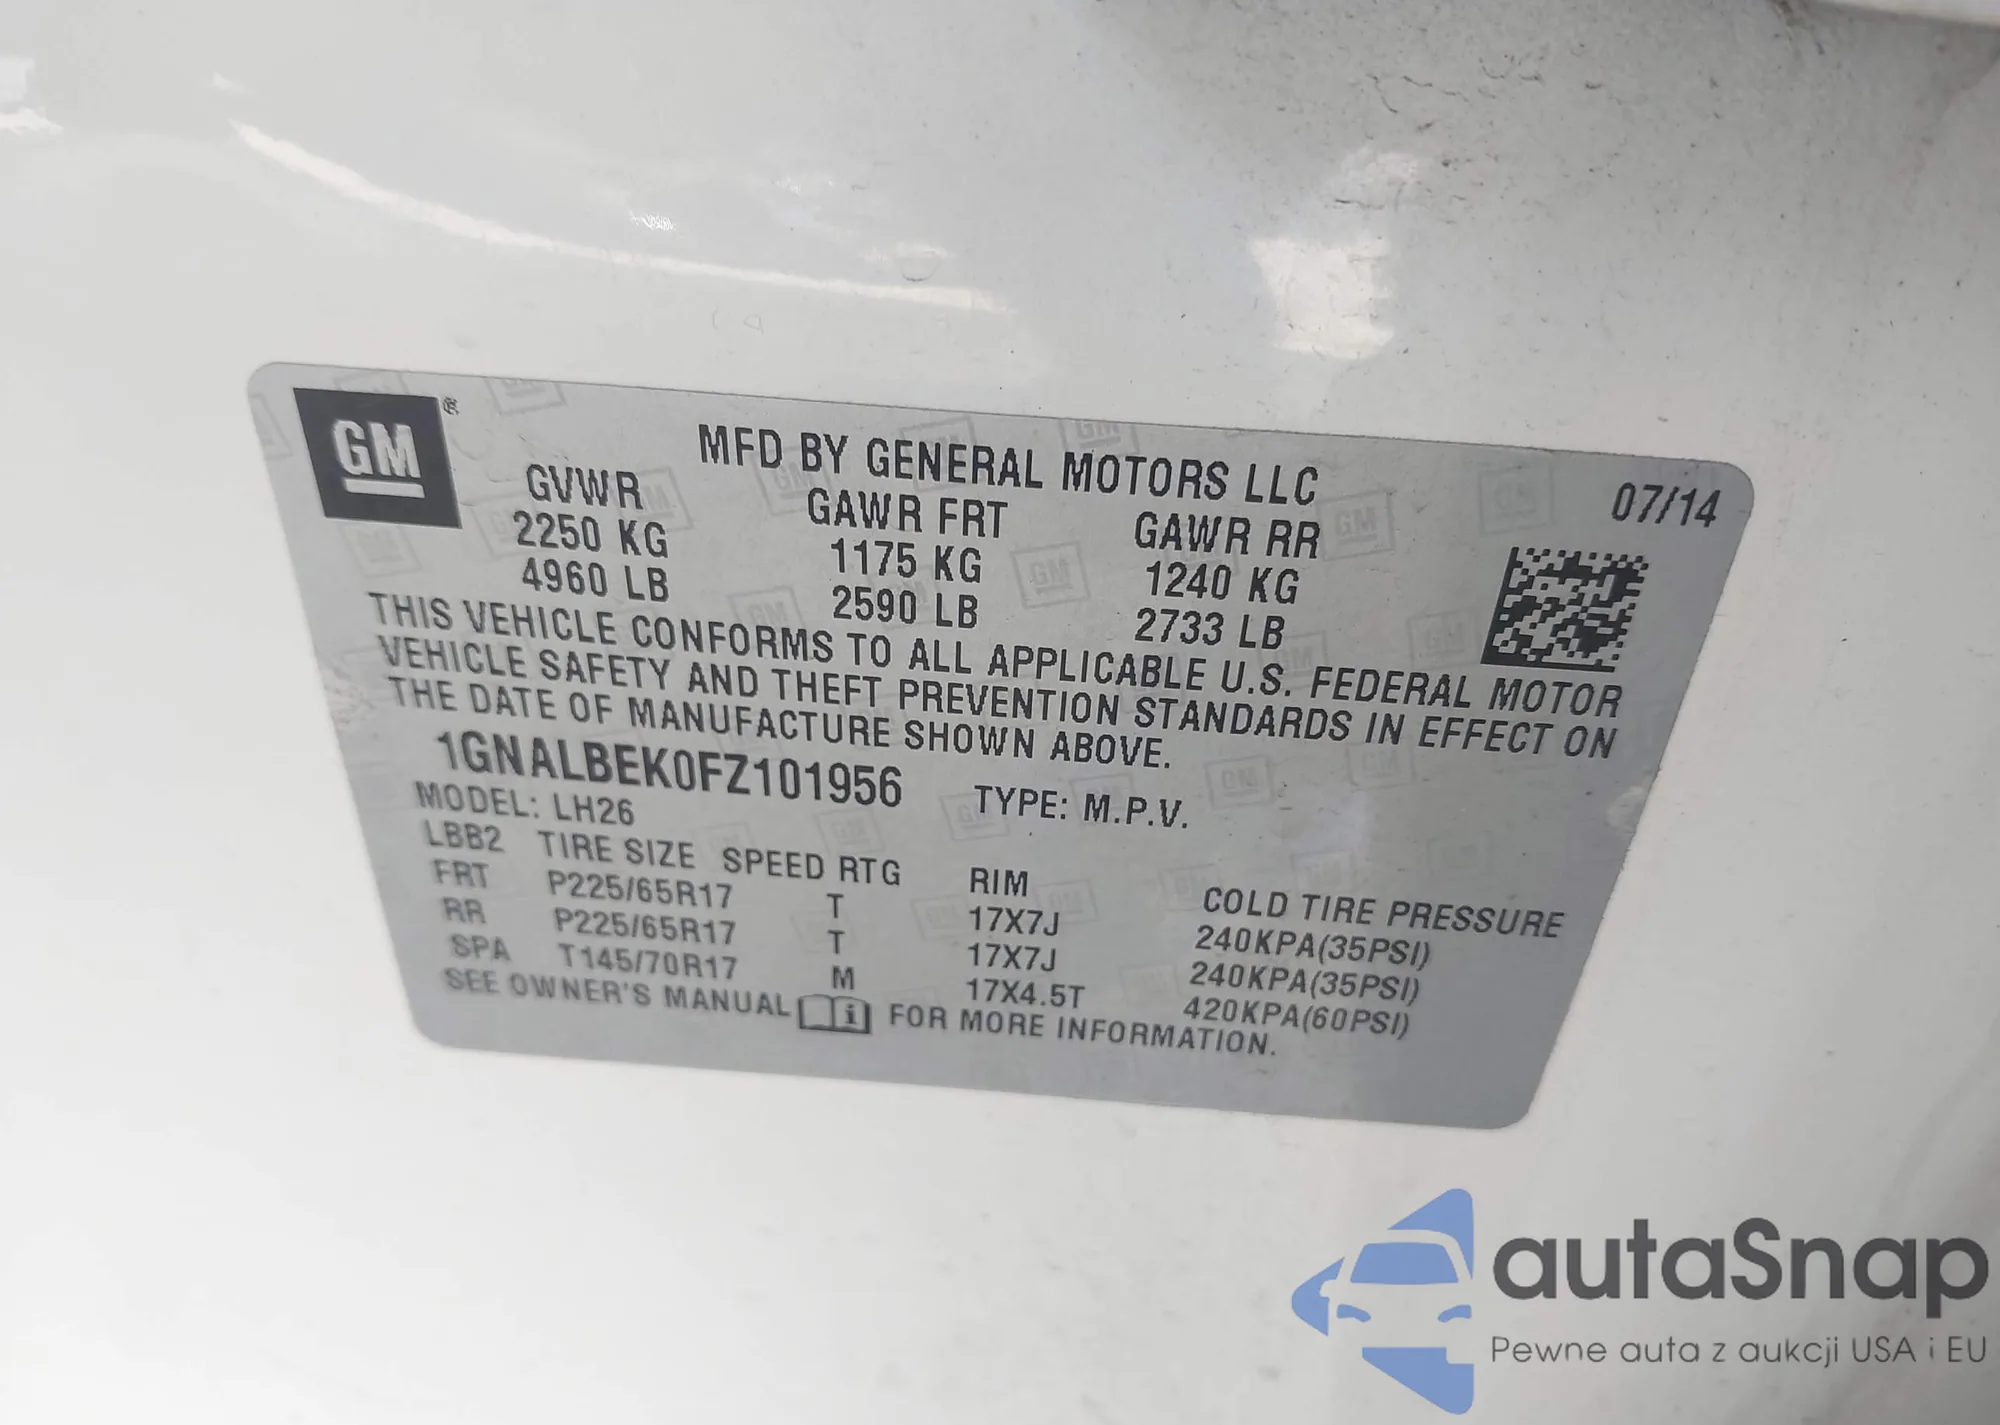 GM ®
MFD BY GENERAL MOTORS LLC
07/14
GVWR GAWR FRT GAWR RR
2250 KG 1175 KG 1240 KG
4960 LB 2590 LB 2733 LB
THIS VEHICLE CONFORMS TO ALL APPLICABLE U.S. FEDERAL MOTOR
VEHICLE SAFETY AND THEFT PREVENTION STANDARDS IN EFFECT ON
THE DATE OF MANUFACTURE SHOWN ABOVE.
1GNALBEK0FZ101956 TYPE: M.P.V.
MODEL: LH26
LBB2 TIRE SIZE SPEED RTG RIM COLD TIRE PRESSURE
FRT P225/65R17 T 17X7J 240KPA(35PSI)
RR P225/65R17 T 17X7J 240KPA(35PSI)
SPA T145/70R17 M 17X4.5T 420KPA(60PSI)
SEE OWNER'S MANUAL i FOR MORE INFORMATION.
autaSnap
Pewne auta z aukcji USA i EU